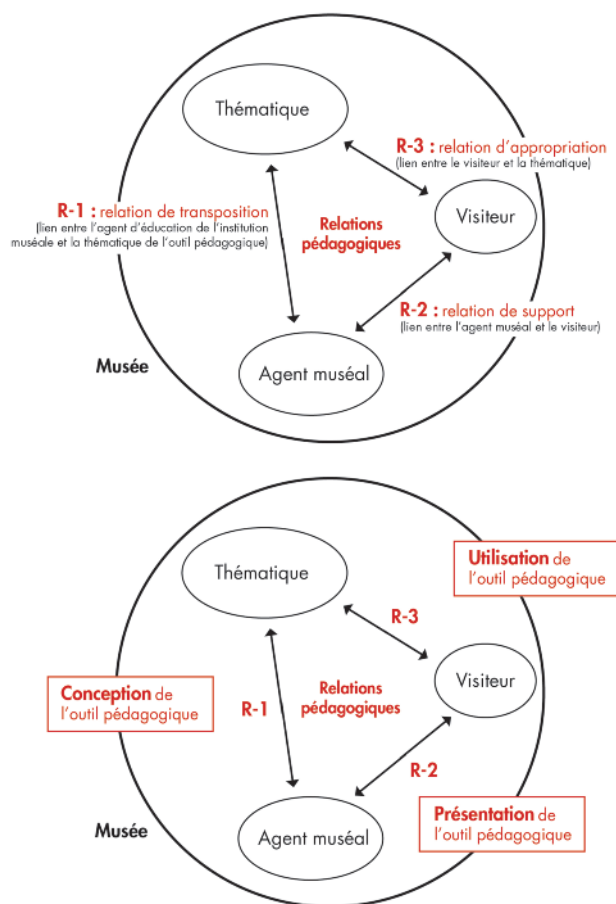 Thématique
R-3 : relation d'appropriation
(lien entre le visiteur et la thématique)
R-1 : relation de transposition
(lien entre l'agent d'éducation de l'institution
muséale et la thématique de l'outil pédagogique)
Relations
pédagogiques
Visiteur
R-2 : relation de support
(lien entre l'agent muséal et le visiteur)
Musée
Agent muséal
Utilisation de
l'outil pédagogique
Thématique
R-3
Conception de
l'outil pédagogique
R-1
Relations
pédagogiques
Visiteur
R-2
Présentation de
l'outil pédagogique
Musée
Agent muséal